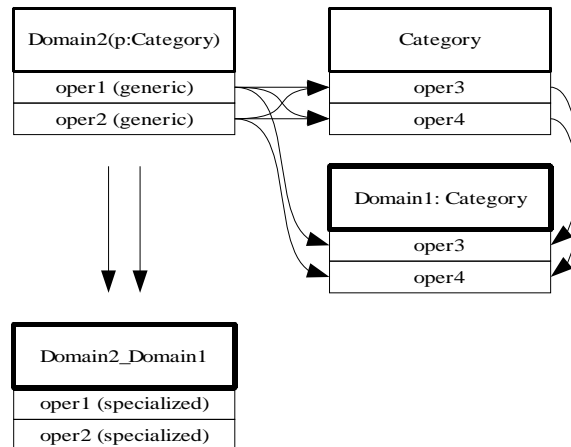 Domain2(p:Category)
oper1 (generic)
oper2 (generic)
Category
oper3
oper4
Domain1: Category
oper3
oper4
Domain2_Domain1
oper1 (specialized)
oper2 (specialized)